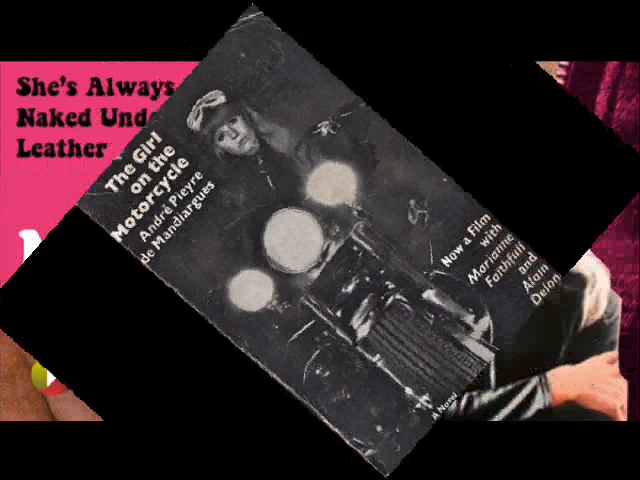 She's Always
Naked Und
Leather
The Girl
on the
Motorcycle
André Pieyre
de Mandiargues
Now a Film
with
Marianne
Faithfull
and
Alain
Delon
A Novel